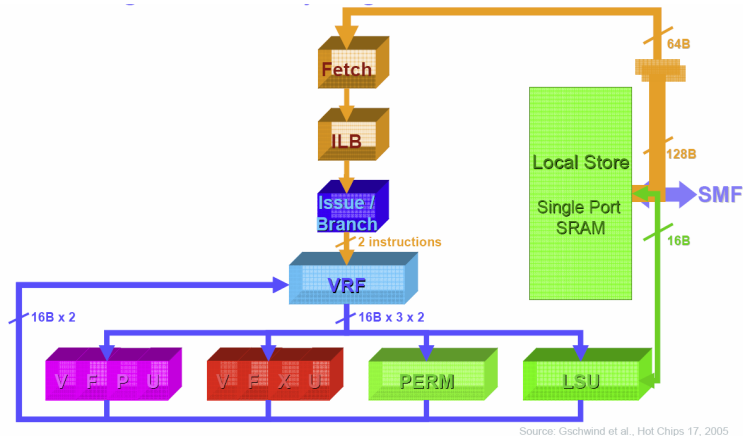 64B
Fetch
ILB
128B
Local Store
Single Port
SRAM
SMF
Issue /
Branch
2 instructions
16B
VRF
16B x 2
16B x 3 x 2
V F P U
V F X U
PERM
LSU
Source: Gschwind et al., Hot Chips 17, 2005